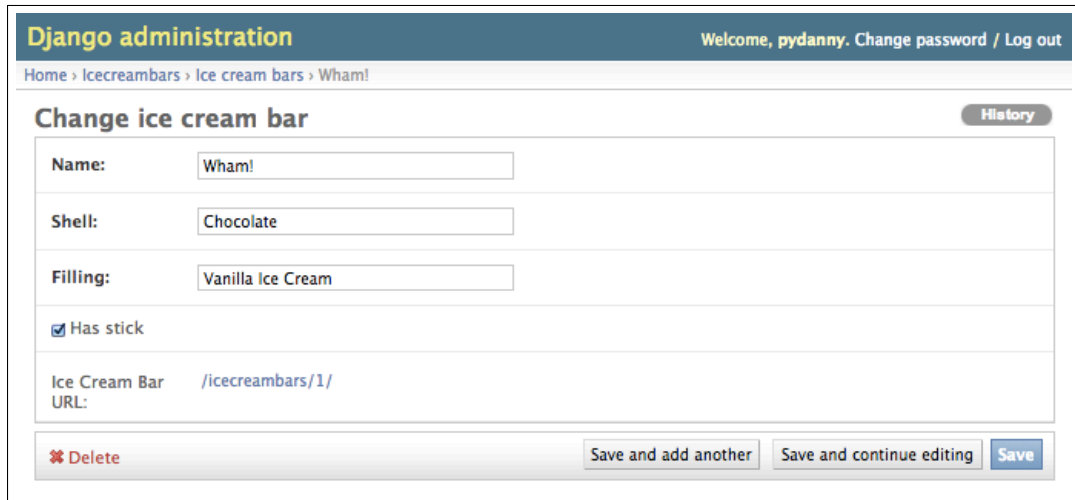 Django administration
Welcome, pydanny. Change password / Log out
Home › Icecreambars › Ice cream bars › Wham!
Change ice cream bar
History
Name:
Wham!
Shell:
Chocolate
Filling:
Vanilla Ice Cream
Has stick
Ice Cream Bar
URL:
/icecreambars/1/
Delete
Save and add another
Save and continue editing
Save